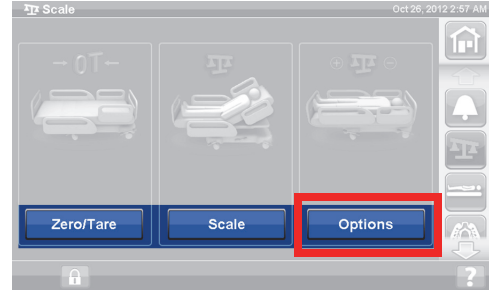 Scale Oct 26, 2012 2:57 AM
→0T←
Zero/Tare Scale Options
?